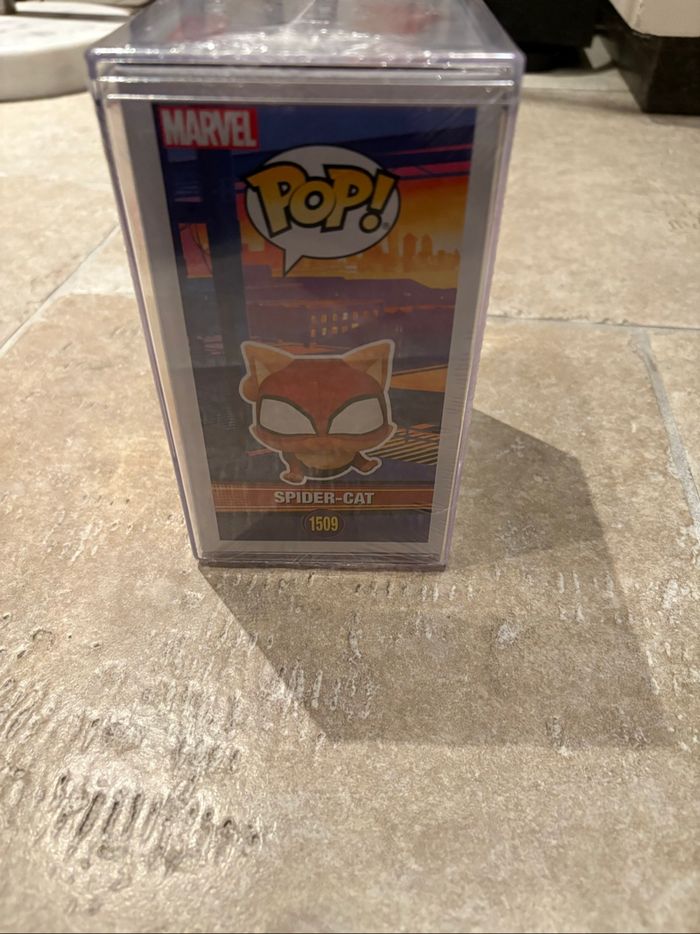 MARVEL
POP!
SPIDER-CAT
1509